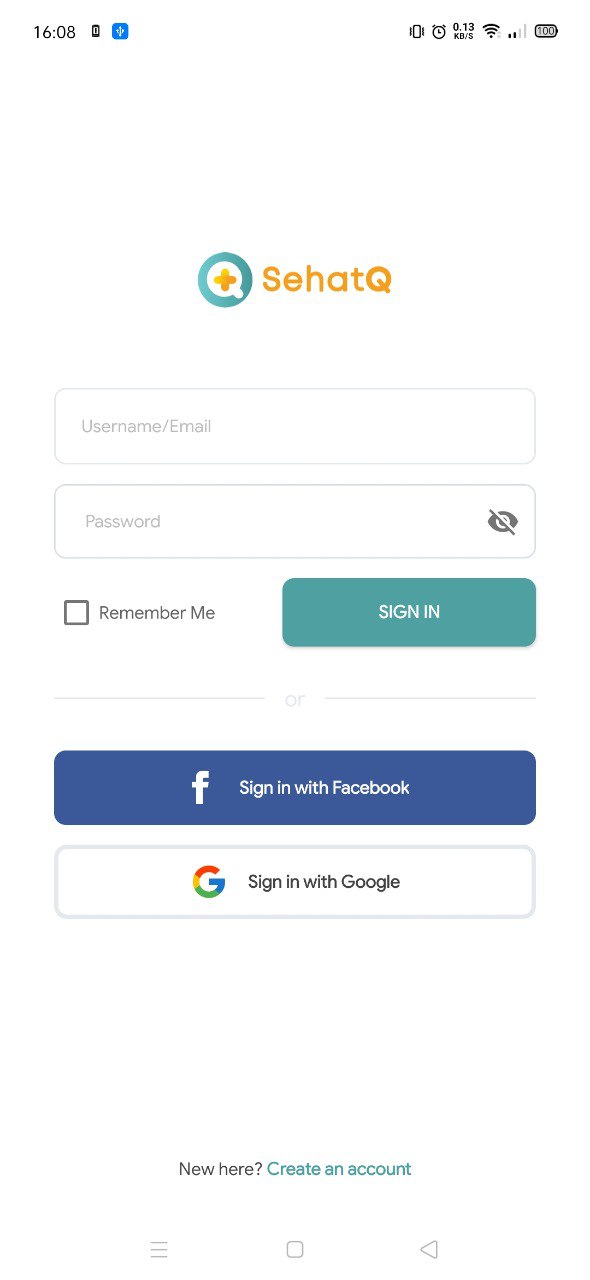 16:08 0.13 KB/S 100
SehatQ
Username/Email
Password
Remember Me SIGN IN
or
Sign in with Facebook
Sign in with Google
New here? Create an account